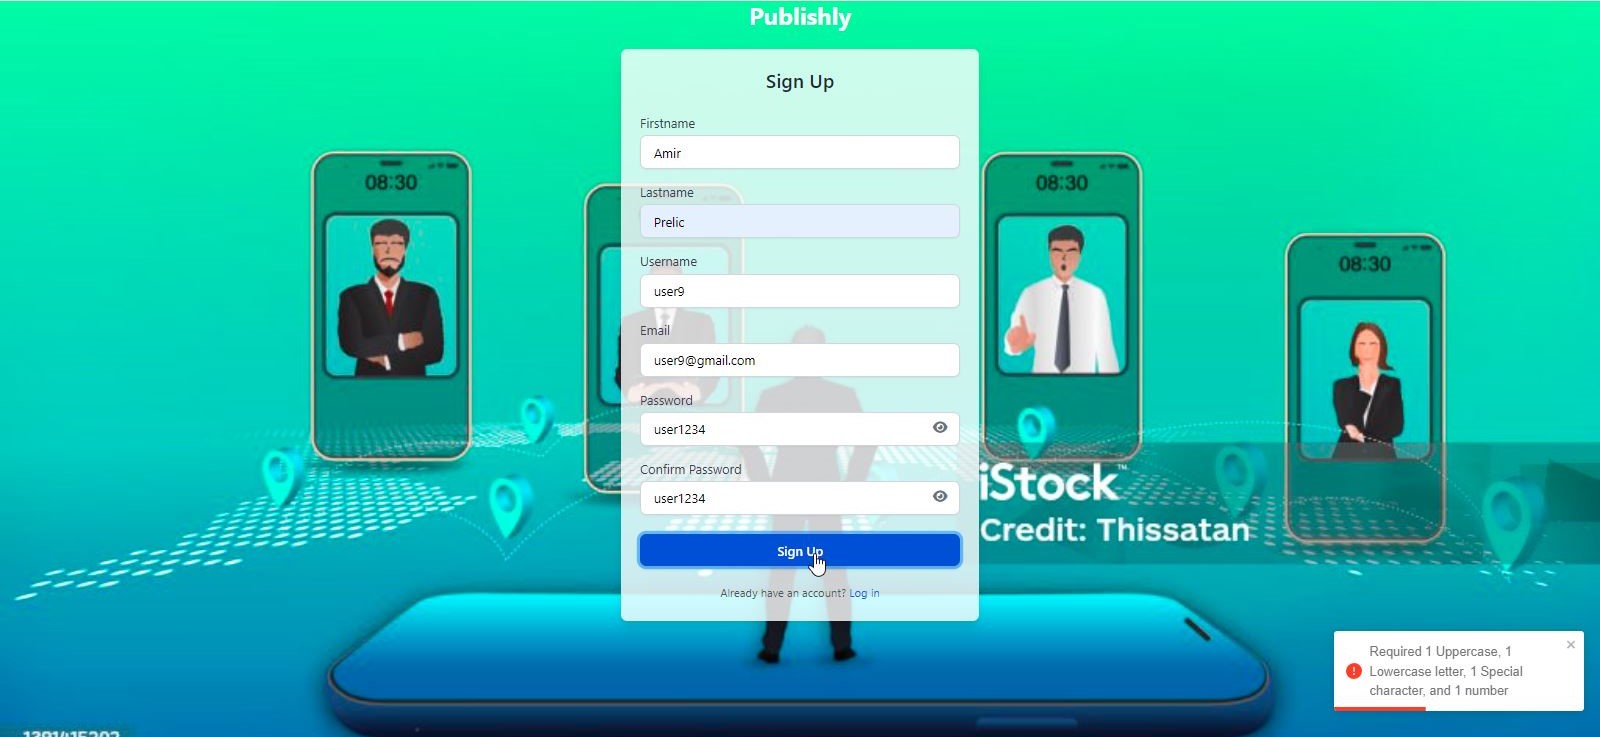 Publishly
Sign Up
Firstname
Amir
08:30
08:30
Lastname
Prelic
Username
user9
08:30
Email
user9@gmail.com
Password
user1234
Confirm Password
user1234
iStock™
Credit: Thissatan
Sign Up
Already have an account? Log in
Required 1 Uppercase, 1
Lowercase letter, 1 Special
character, and 1 number